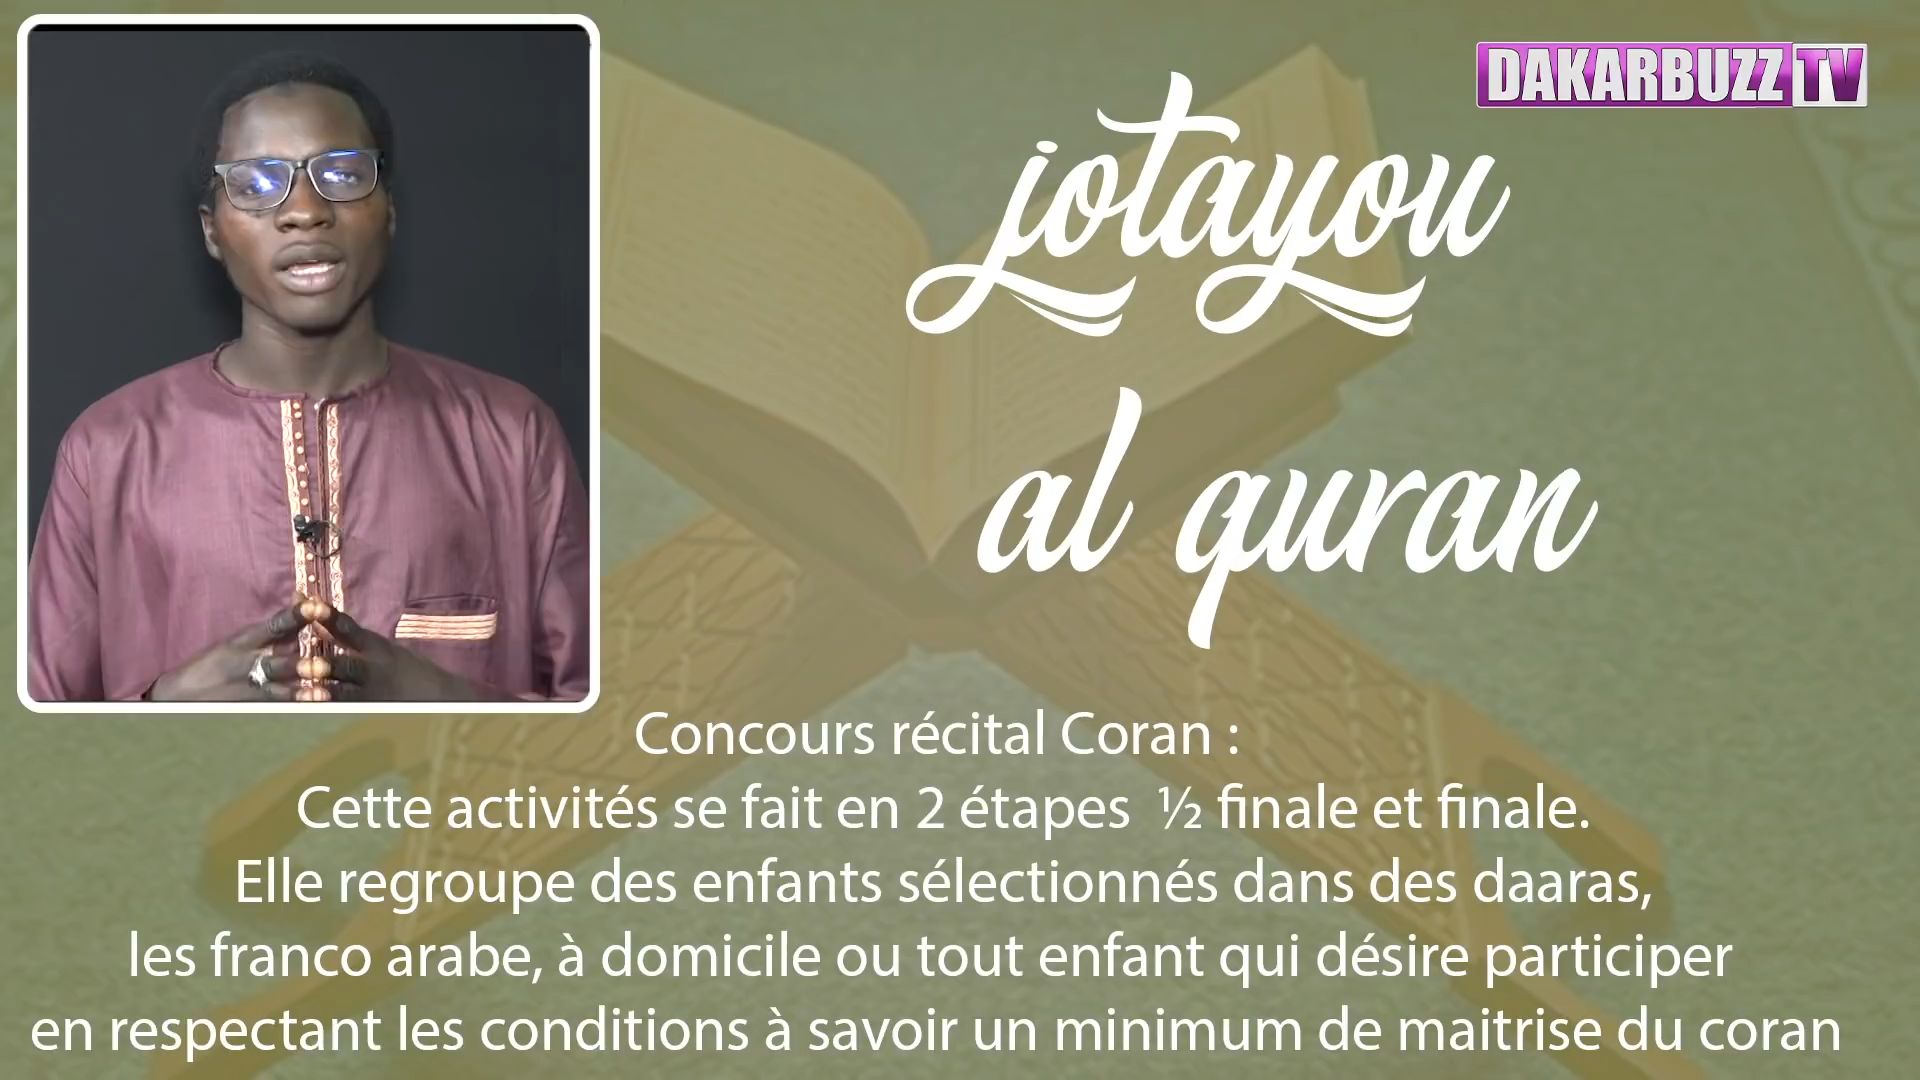 DAKARBUZZ TV
jotayou
al quran
Concours récital Coran :
Cette activités se fait en 2 étapes ½ finale et finale.
Elle regroupe des enfants sélectionnés dans des daaras,
les franco arabe, à domicile ou tout enfant qui désire participer
en respectant les conditions à savoir un minimum de maitrise du coran